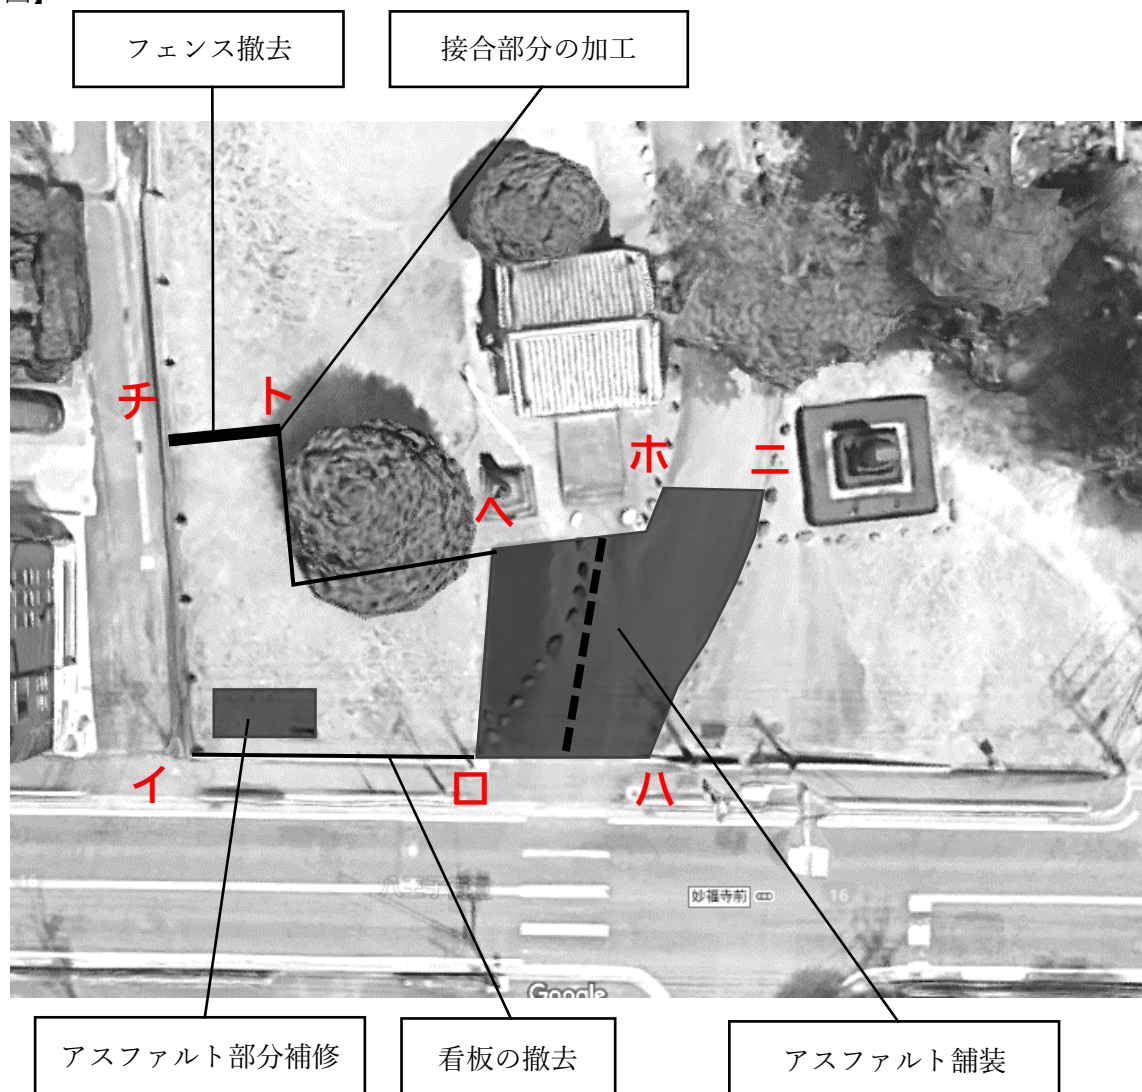 フェンス撤去
接合部分の加工
チ
ト
ホ
ニ
ヘ
イ
ロ
ハ
妙福寺前
16
16
Google
アスファルト部分補修
看板の撤去
アスファルト舗装